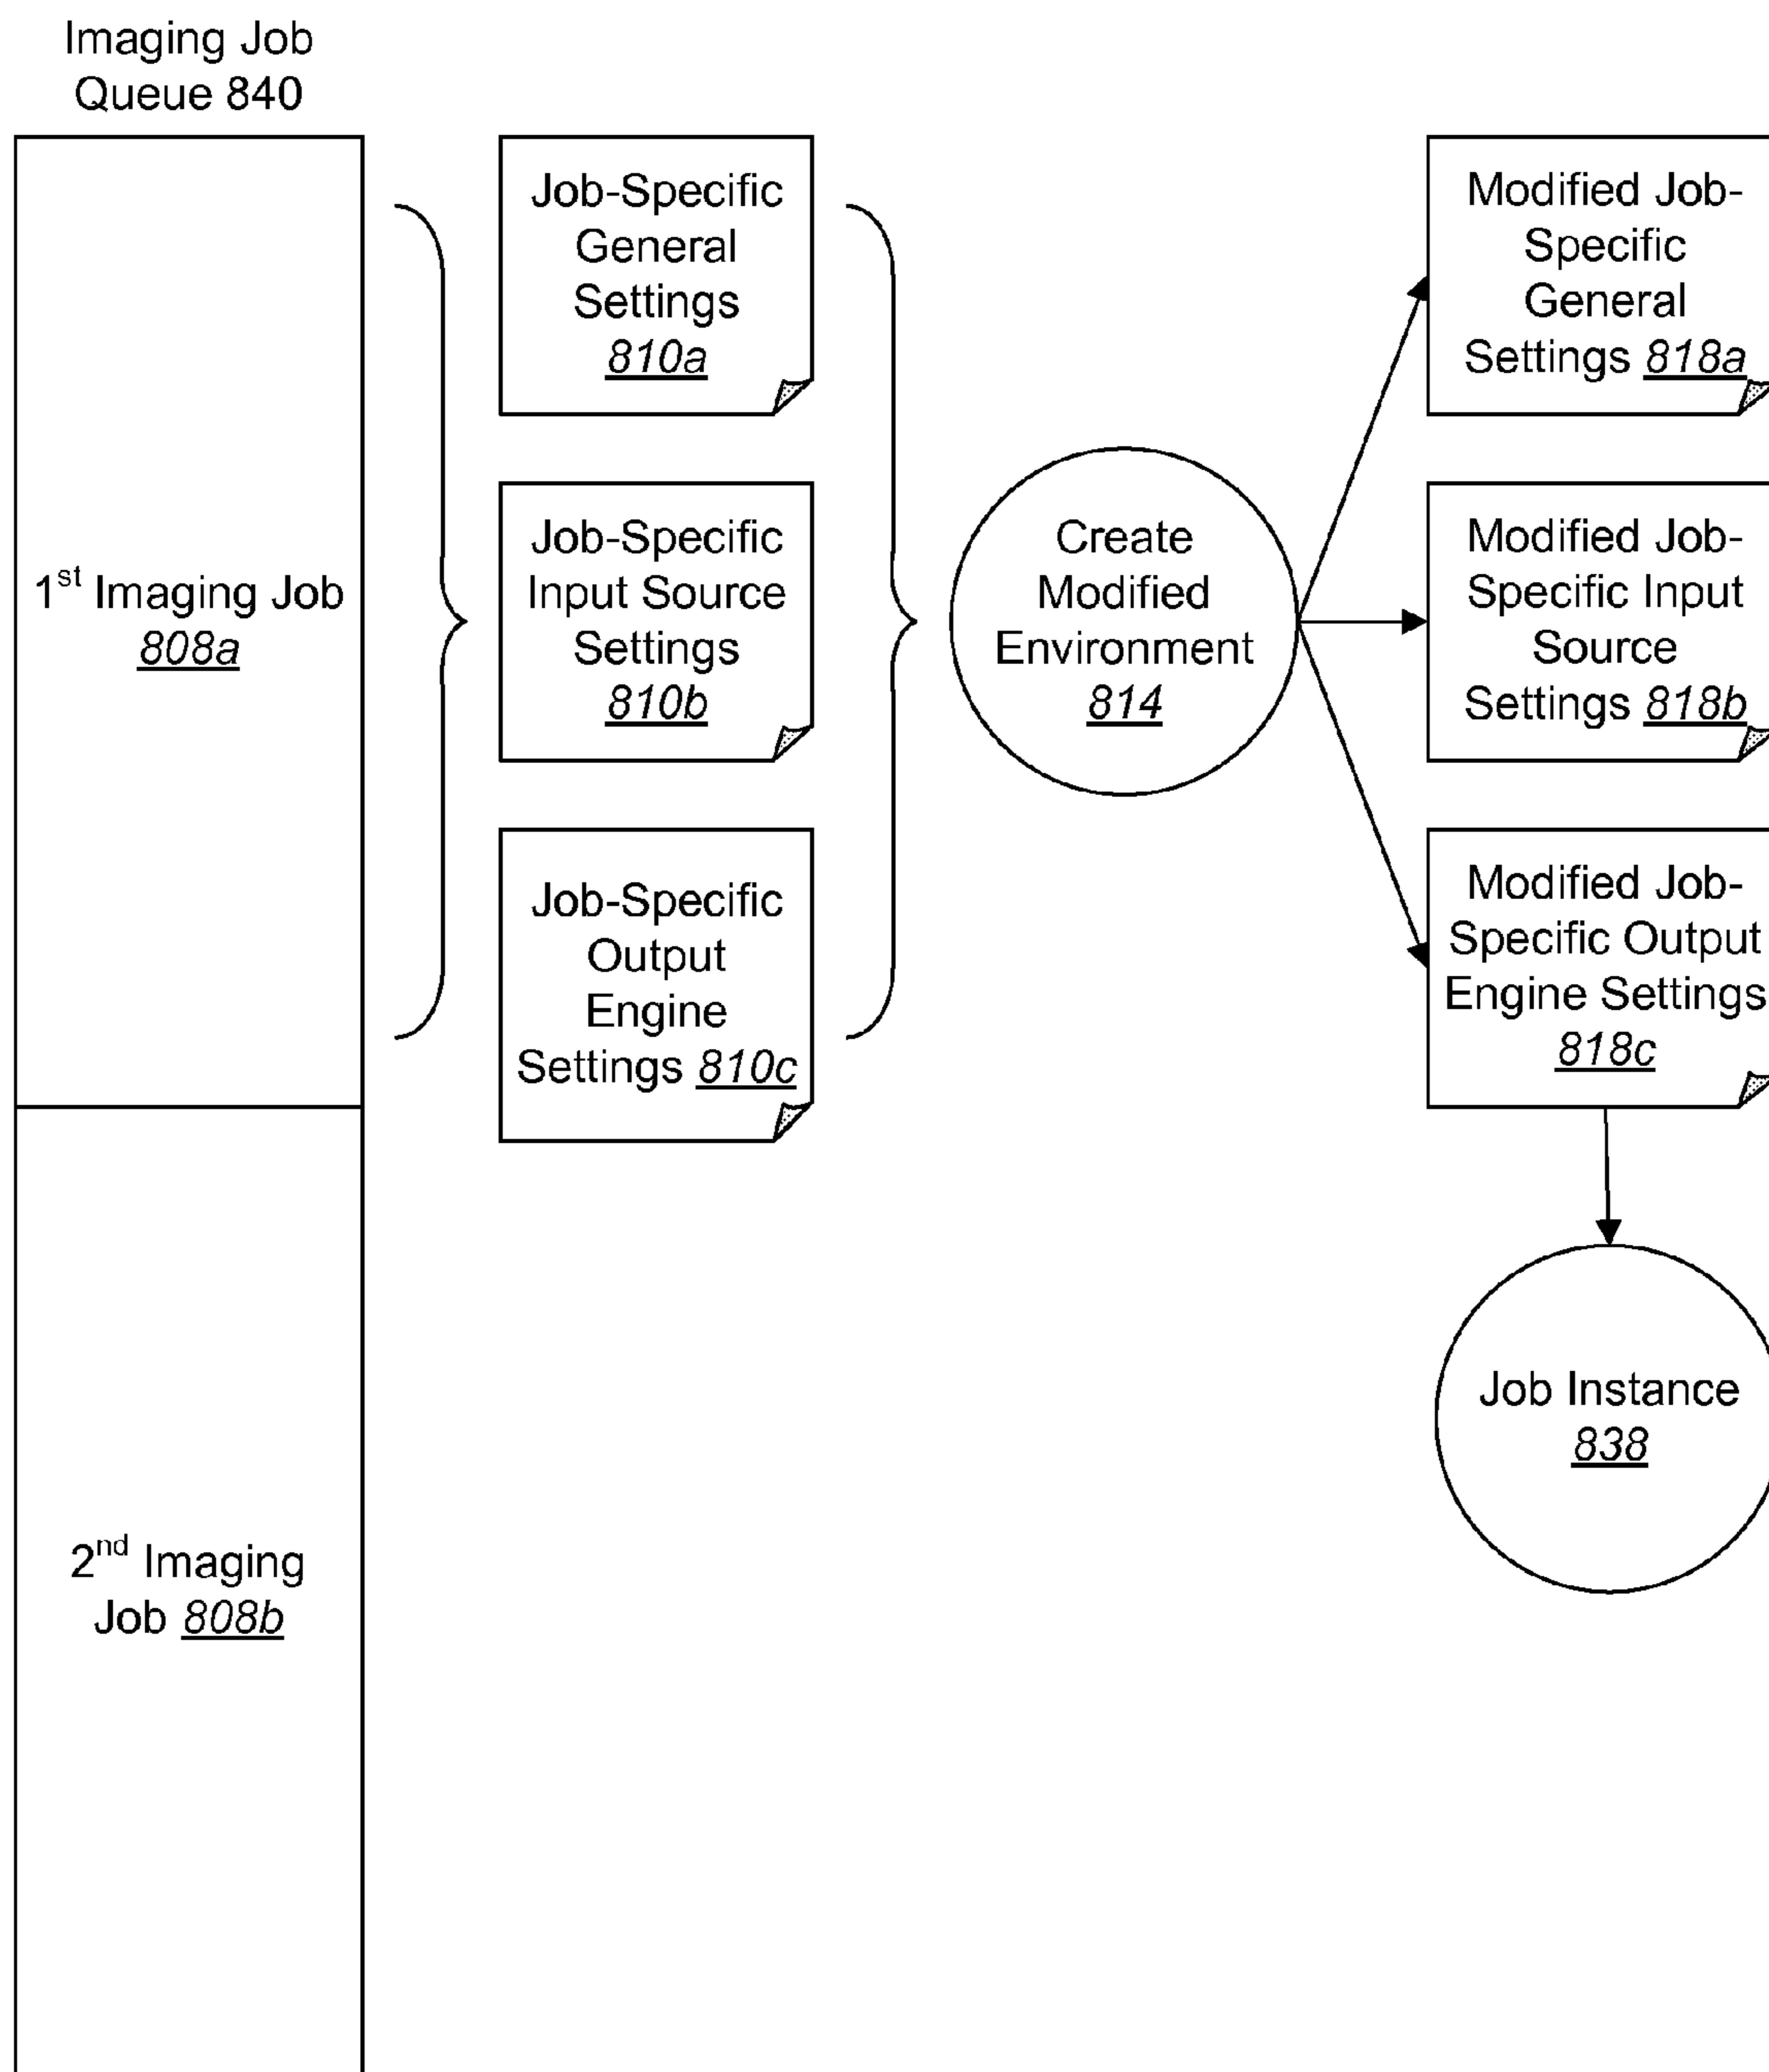 Imaging Job
Queue 840
1st Imaging Job
808a
2nd Imaging
Job 808b
Job-Specific
General
Settings
810a
Job-Specific
Input Source
Settings
810b
Job-Specific
Output
Engine
Settings 810c
Create
Modified
Environment
814
Modified Job-
Specific
General
Settings 818a
Modified Job-
Specific Input
Source
Settings 818b
Modified Job-
Specific Output
Engine Settings
818c
Job Instance
838